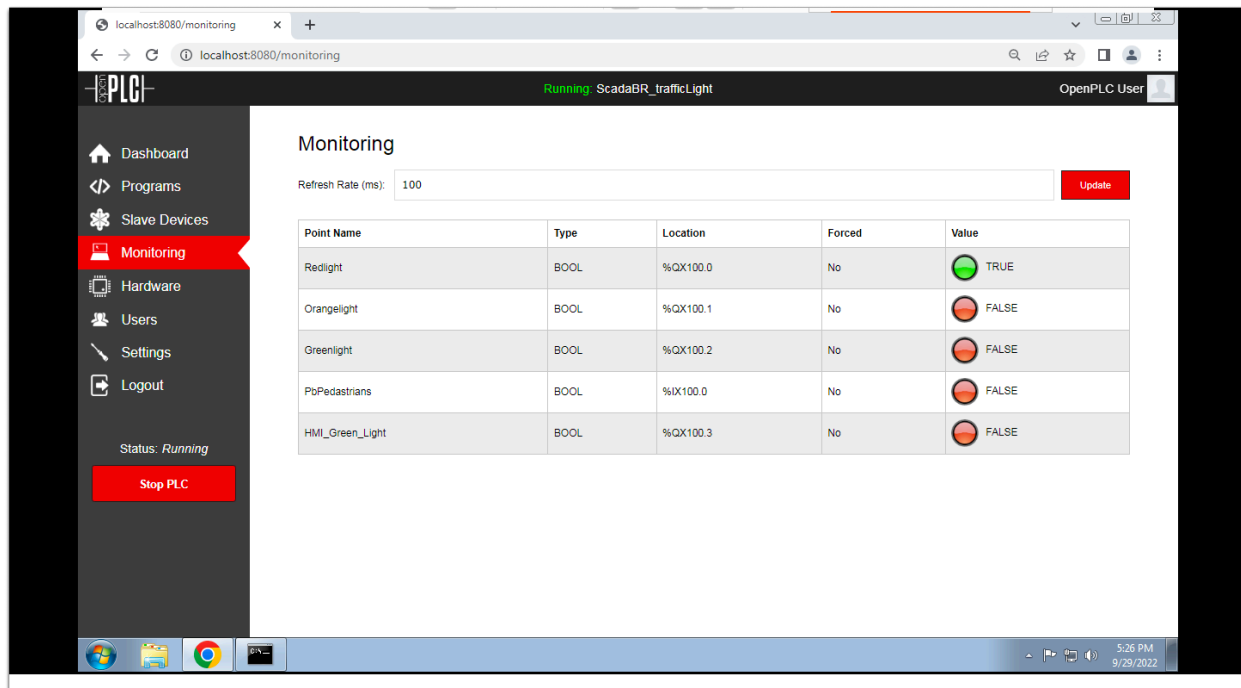 localhost:8080/monitoring
localhost:8080/monitoring
open PLC
Running: ScadaBR_trafficLight
OpenPLC User
Dashboard
Programs
Slave Devices
Monitoring
Hardware
Users
Settings
Logout
Status: Running
Stop PLC
Monitoring
Refresh Rate (ms): 100 Update
Point Name Type Location Forced Value
Redlight BOOL %QX100.0 No TRUE
Orangelight BOOL %QX100.1 No FALSE
Greenlight BOOL %QX100.2 No FALSE
PbPedastrians BOOL %IX100.0 No FALSE
HMI_Green_Light BOOL %QX100.3 No FALSE
5:26 PM
9/29/2022